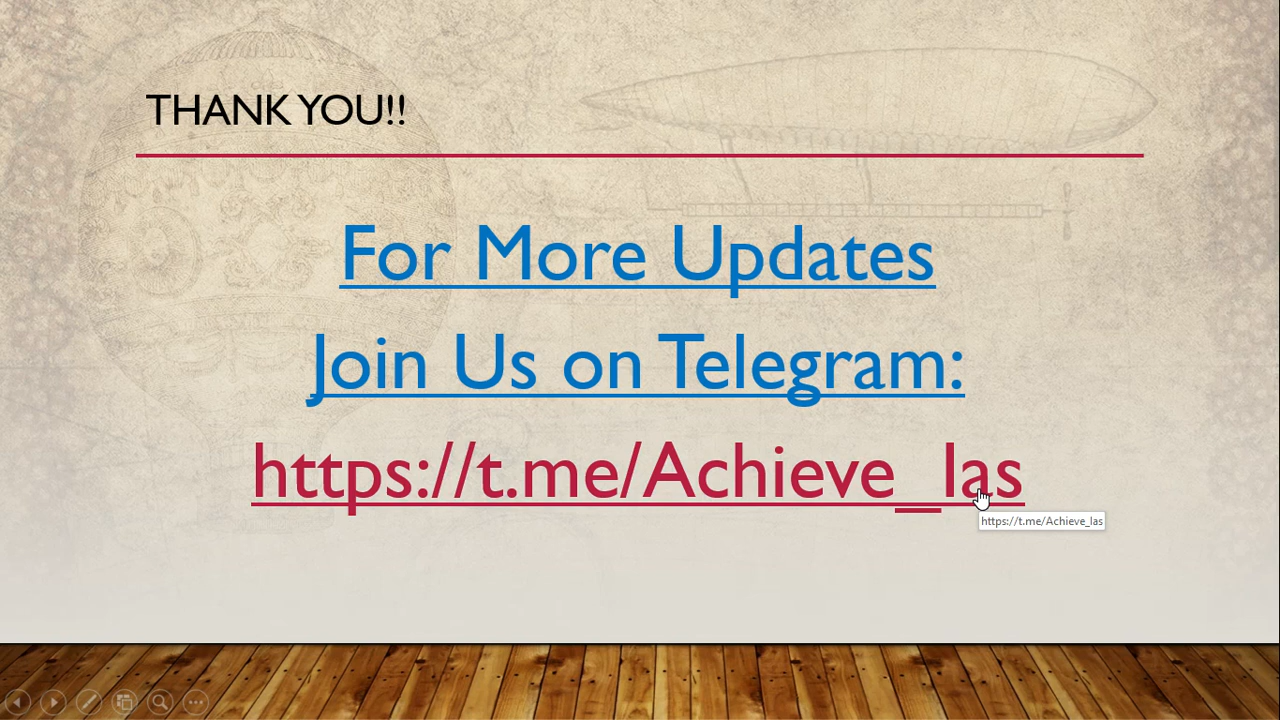 THANK YOU!!
For More Updates
Join Us on Telegram:
https://t.me/Achieve_Ias
https://t.me/Achieve_Ias